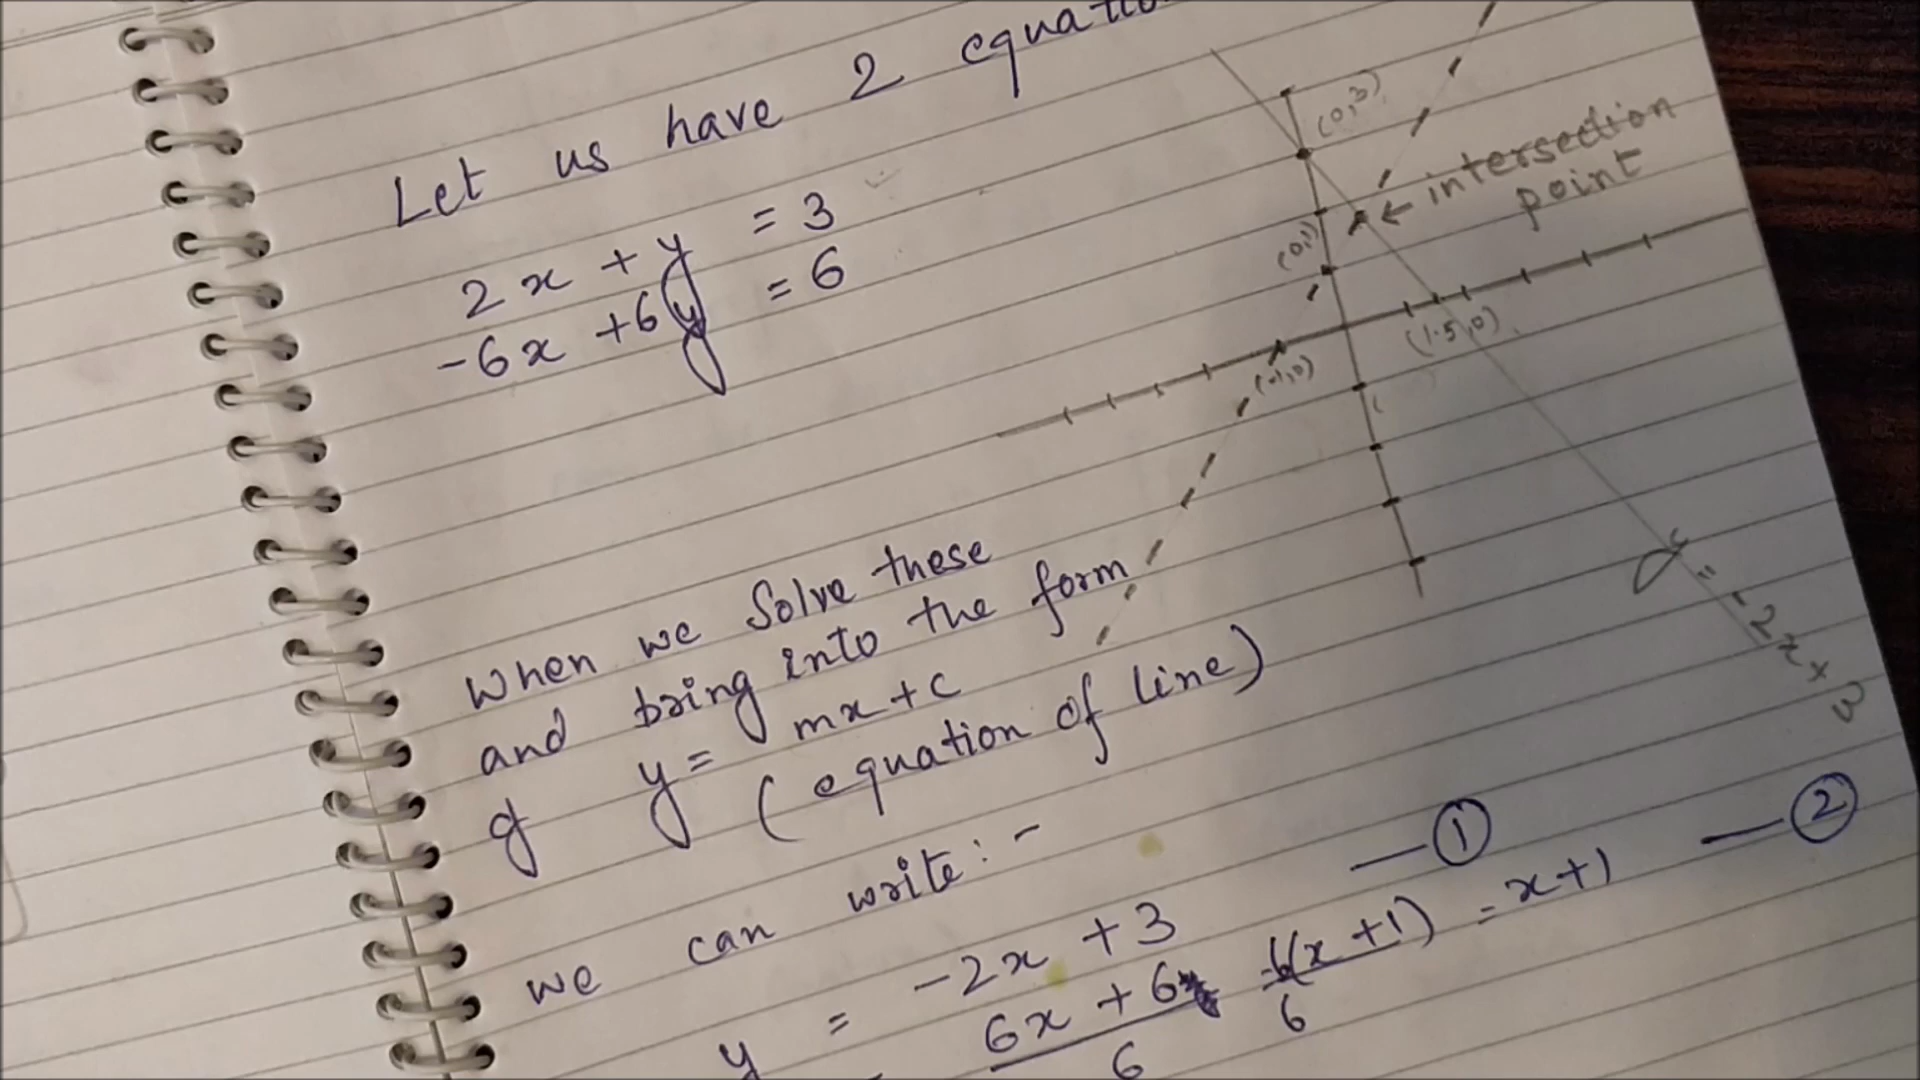 Let us have 2 equatio
2x + y = 3
-6x + 6y = 6
When we solve these
and bring into the form
of y = mx + c
(equation of line)
we can write :-
y = -2x + 3 — ①
= 6x + 6 / 6 = 6(x + 1) / 6 = x + 1 — ②
(0,3)
← intersection
point
(0,1)
(1.5,0)
(-1,0)
y = -2x + 3